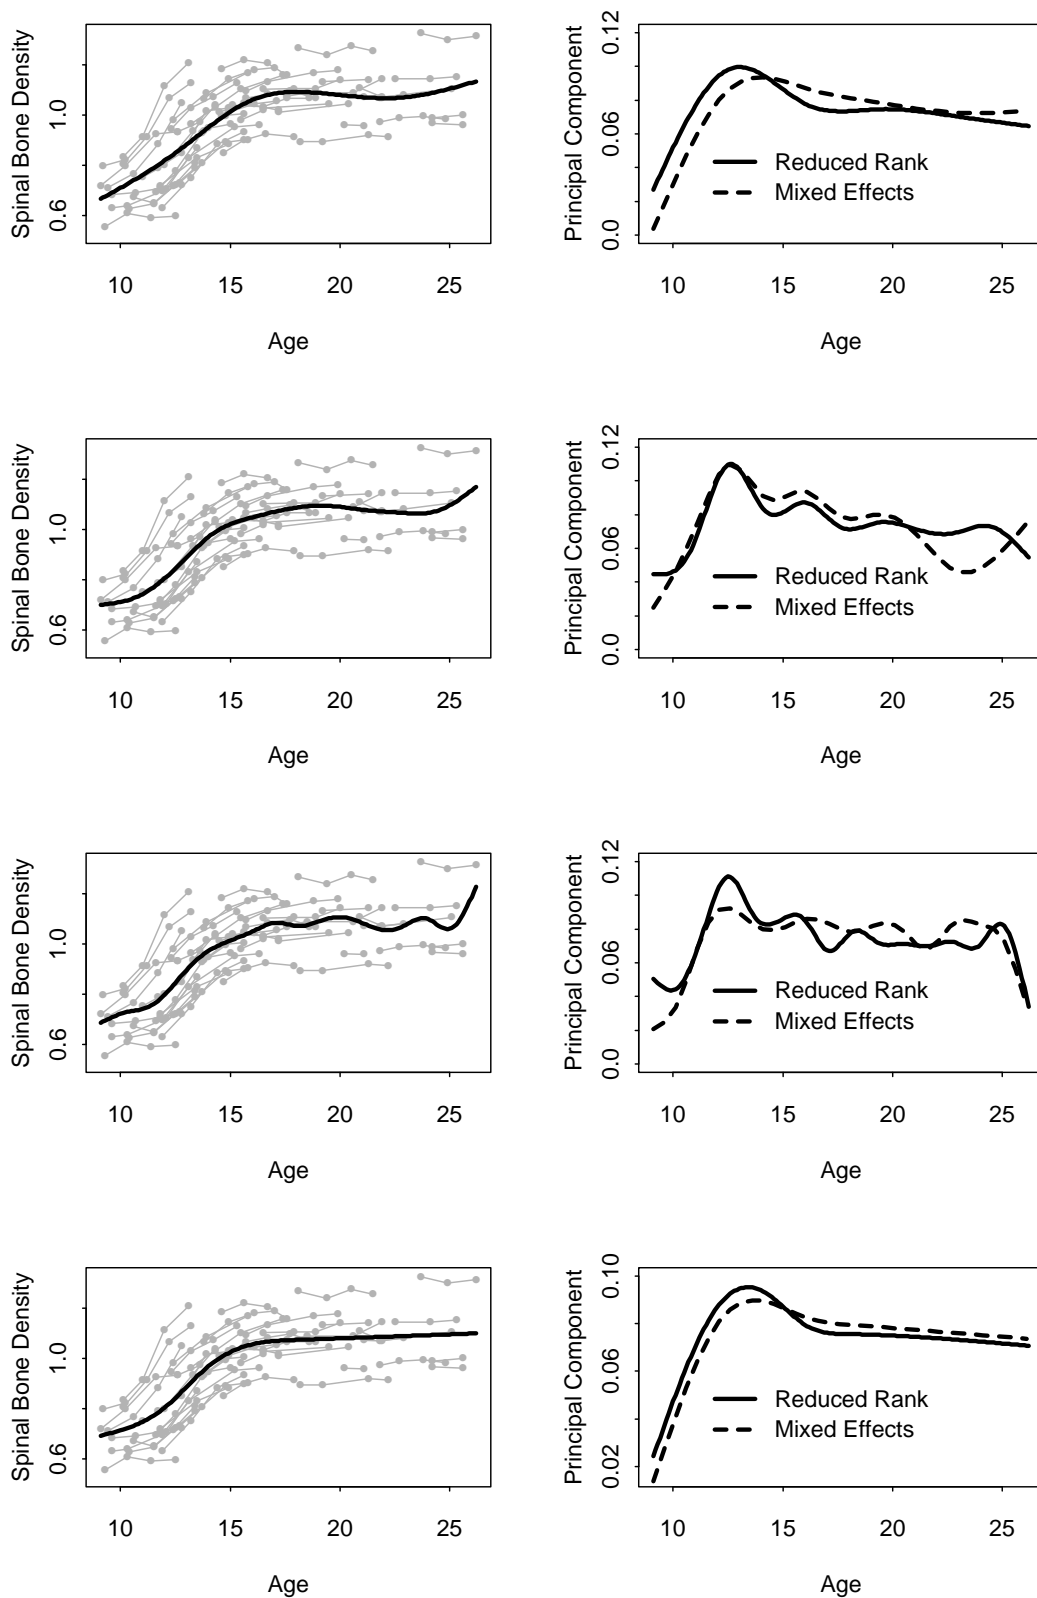 Spinal Bone Density
1.0
0.6
10 15 20 25
Age
Principal Component
0.12
0.06
0.0
Reduced Rank
Mixed Effects
10 15 20 25
Age
Spinal Bone Density
1.0
0.6
10 15 20 25
Age
Principal Component
0.12
0.06
0.0
Reduced Rank
Mixed Effects
10 15 20 25
Age
Spinal Bone Density
1.0
0.6
10 15 20 25
Age
Principal Component
0.12
0.06
0.0
Reduced Rank
Mixed Effects
10 15 20 25
Age
Spinal Bone Density
1.0
0.6
10 15 20 25
Age
Principal Component
0.10
0.06
0.02
Reduced Rank
Mixed Effects
10 15 20 25
Age